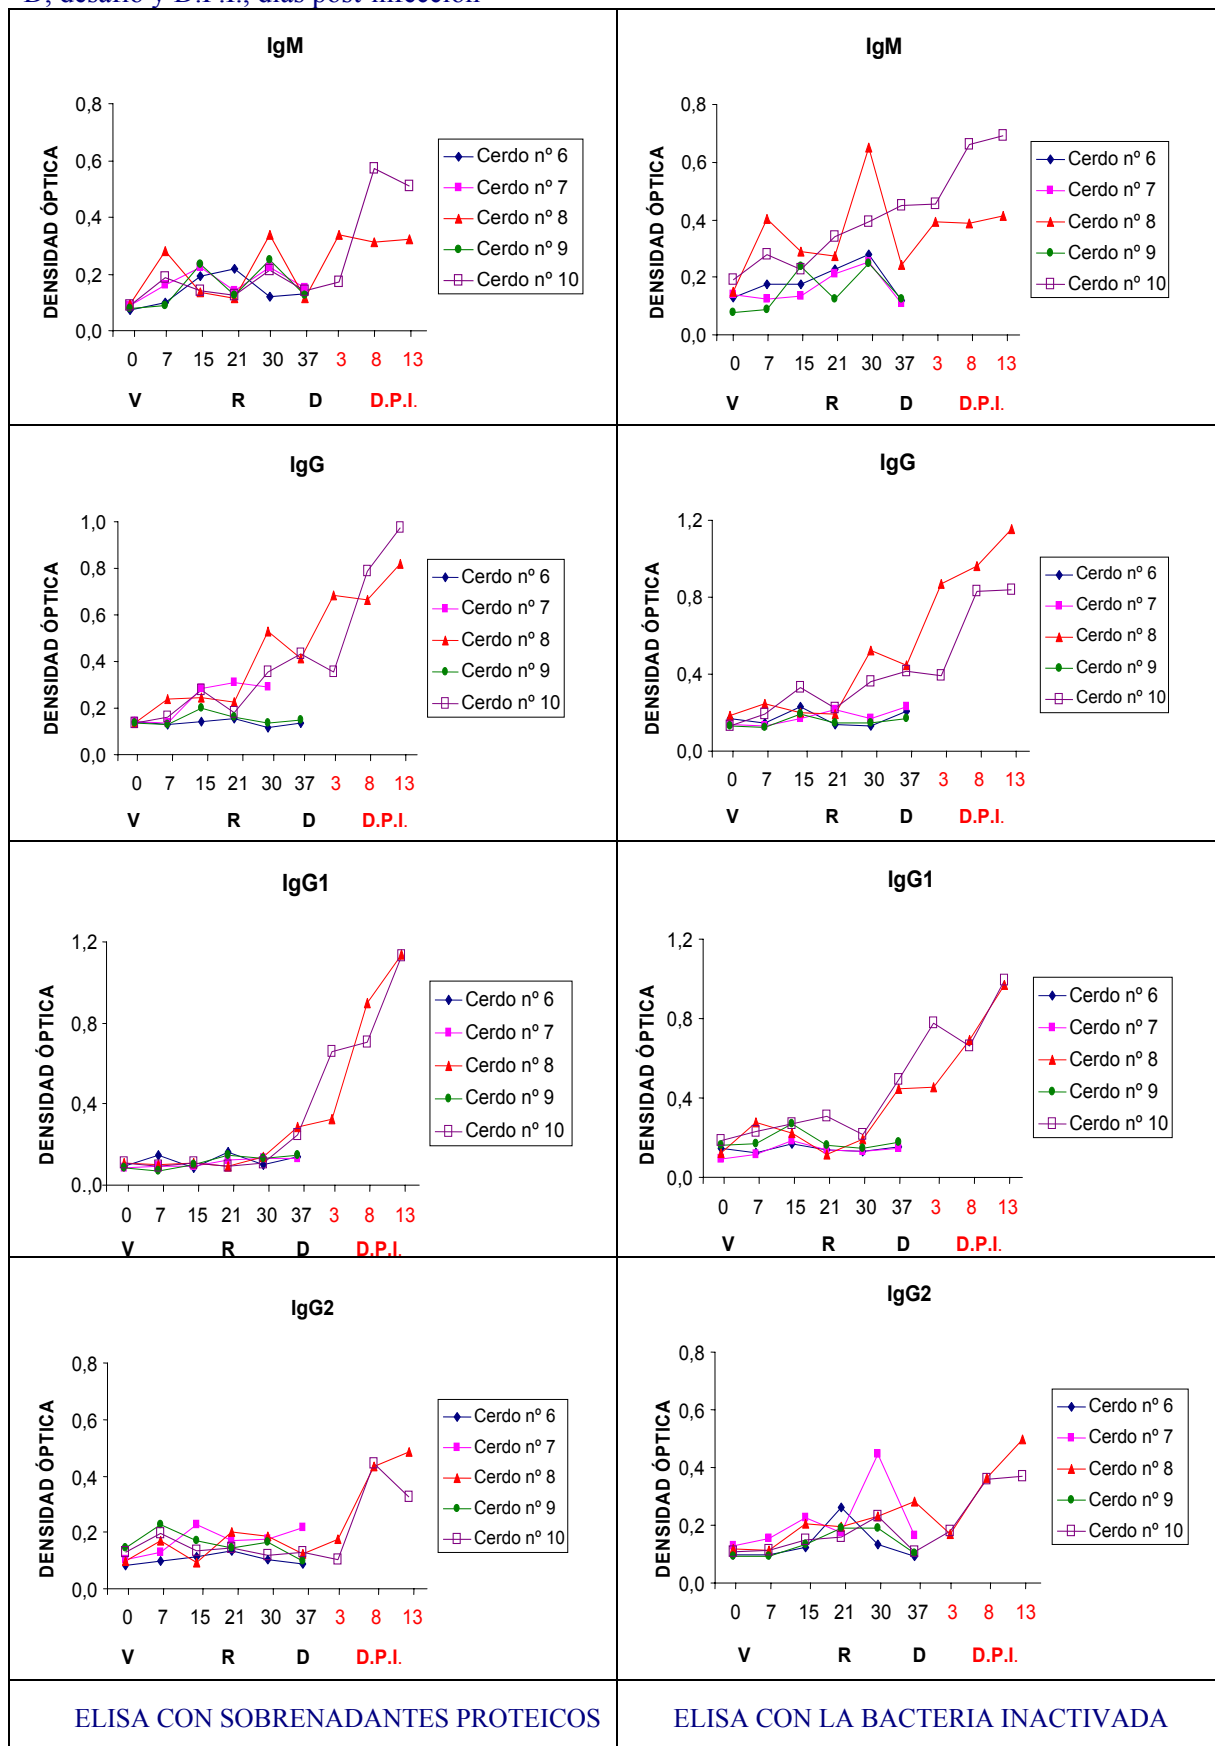 D, desafío y D.P.I., días post-infección
IgM
DENSIDAD ÓPTICA
0,8
0,6
0,4
0,2
0,0
0 7 15 21 30 37 3 8 13
V R D D.P.I.
Cerdo nº 6
Cerdo nº 7
Cerdo nº 8
Cerdo nº 9
Cerdo nº 10
IgM
DENSIDAD ÓPTICA
0,8
0,6
0,4
0,2
0,0
0 7 15 21 30 37 3 8 13
V R D D.P.I.
Cerdo nº 6
Cerdo nº 7
Cerdo nº 8
Cerdo nº 9
Cerdo nº 10
IgG
DENSIDAD ÓPTICA
1,0
0,8
0,6
0,4
0,2
0,0
0 7 15 21 30 37 3 8 13
V R D D.P.I.
Cerdo nº 6
Cerdo nº 7
Cerdo nº 8
Cerdo nº 9
Cerdo nº 10
IgG
DENSIDAD ÓPTICA
1,2
0,8
0,4
0,0
0 7 15 21 30 37 3 8 13
V R D D.P.I.
Cerdo nº 6
Cerdo nº 7
Cerdo nº 8
Cerdo nº 9
Cerdo nº 10
IgG1
DENSIDAD ÓPTICA
1,2
0,8
0,4
0.,0
0 7 15 21 30 37 3 8 13
V R D D.P.I.
Cerdo nº 6
Cerdo nº 7
Cerdo nº 8
Cerdo nº 9
Cerdo nº 10
IgG1
DENSIDAD ÓPTICA
1,2
0,8
0,4
0,0
0 7 15 21 30 37 3 8 13
V R D D.P.I.
Cerdo nº 6
Cerdo nº 7
Cerdo nº 8
Cerdo nº 9
Cerdo nº 10
IgG2
DENSIDAD ÓPTICA
0,8
0,6
0,4
0,2
0,0
0 7 15 21 30 37 3 8 13
V R D D.P.I.
Cerdo nº 6
Cerdo nº 7
Cerdo nº 8
Cerdo nº 9
Cerdo nº 10
IgG2
DENSIDAD ÓPTICA
0,8
0,6
0,4
0,2
0,0
0 7 15 21 30 37 3 8 13
V R D D.P.I.
Cerdo nº 6
Cerdo nº 7
Cerdo nº 8
Cerdo nº 9
Cerdo nº 10
ELISA CON SOBRENADANTES PROTEICOS
ELISA CON LA BACTERIA INACTIVADA